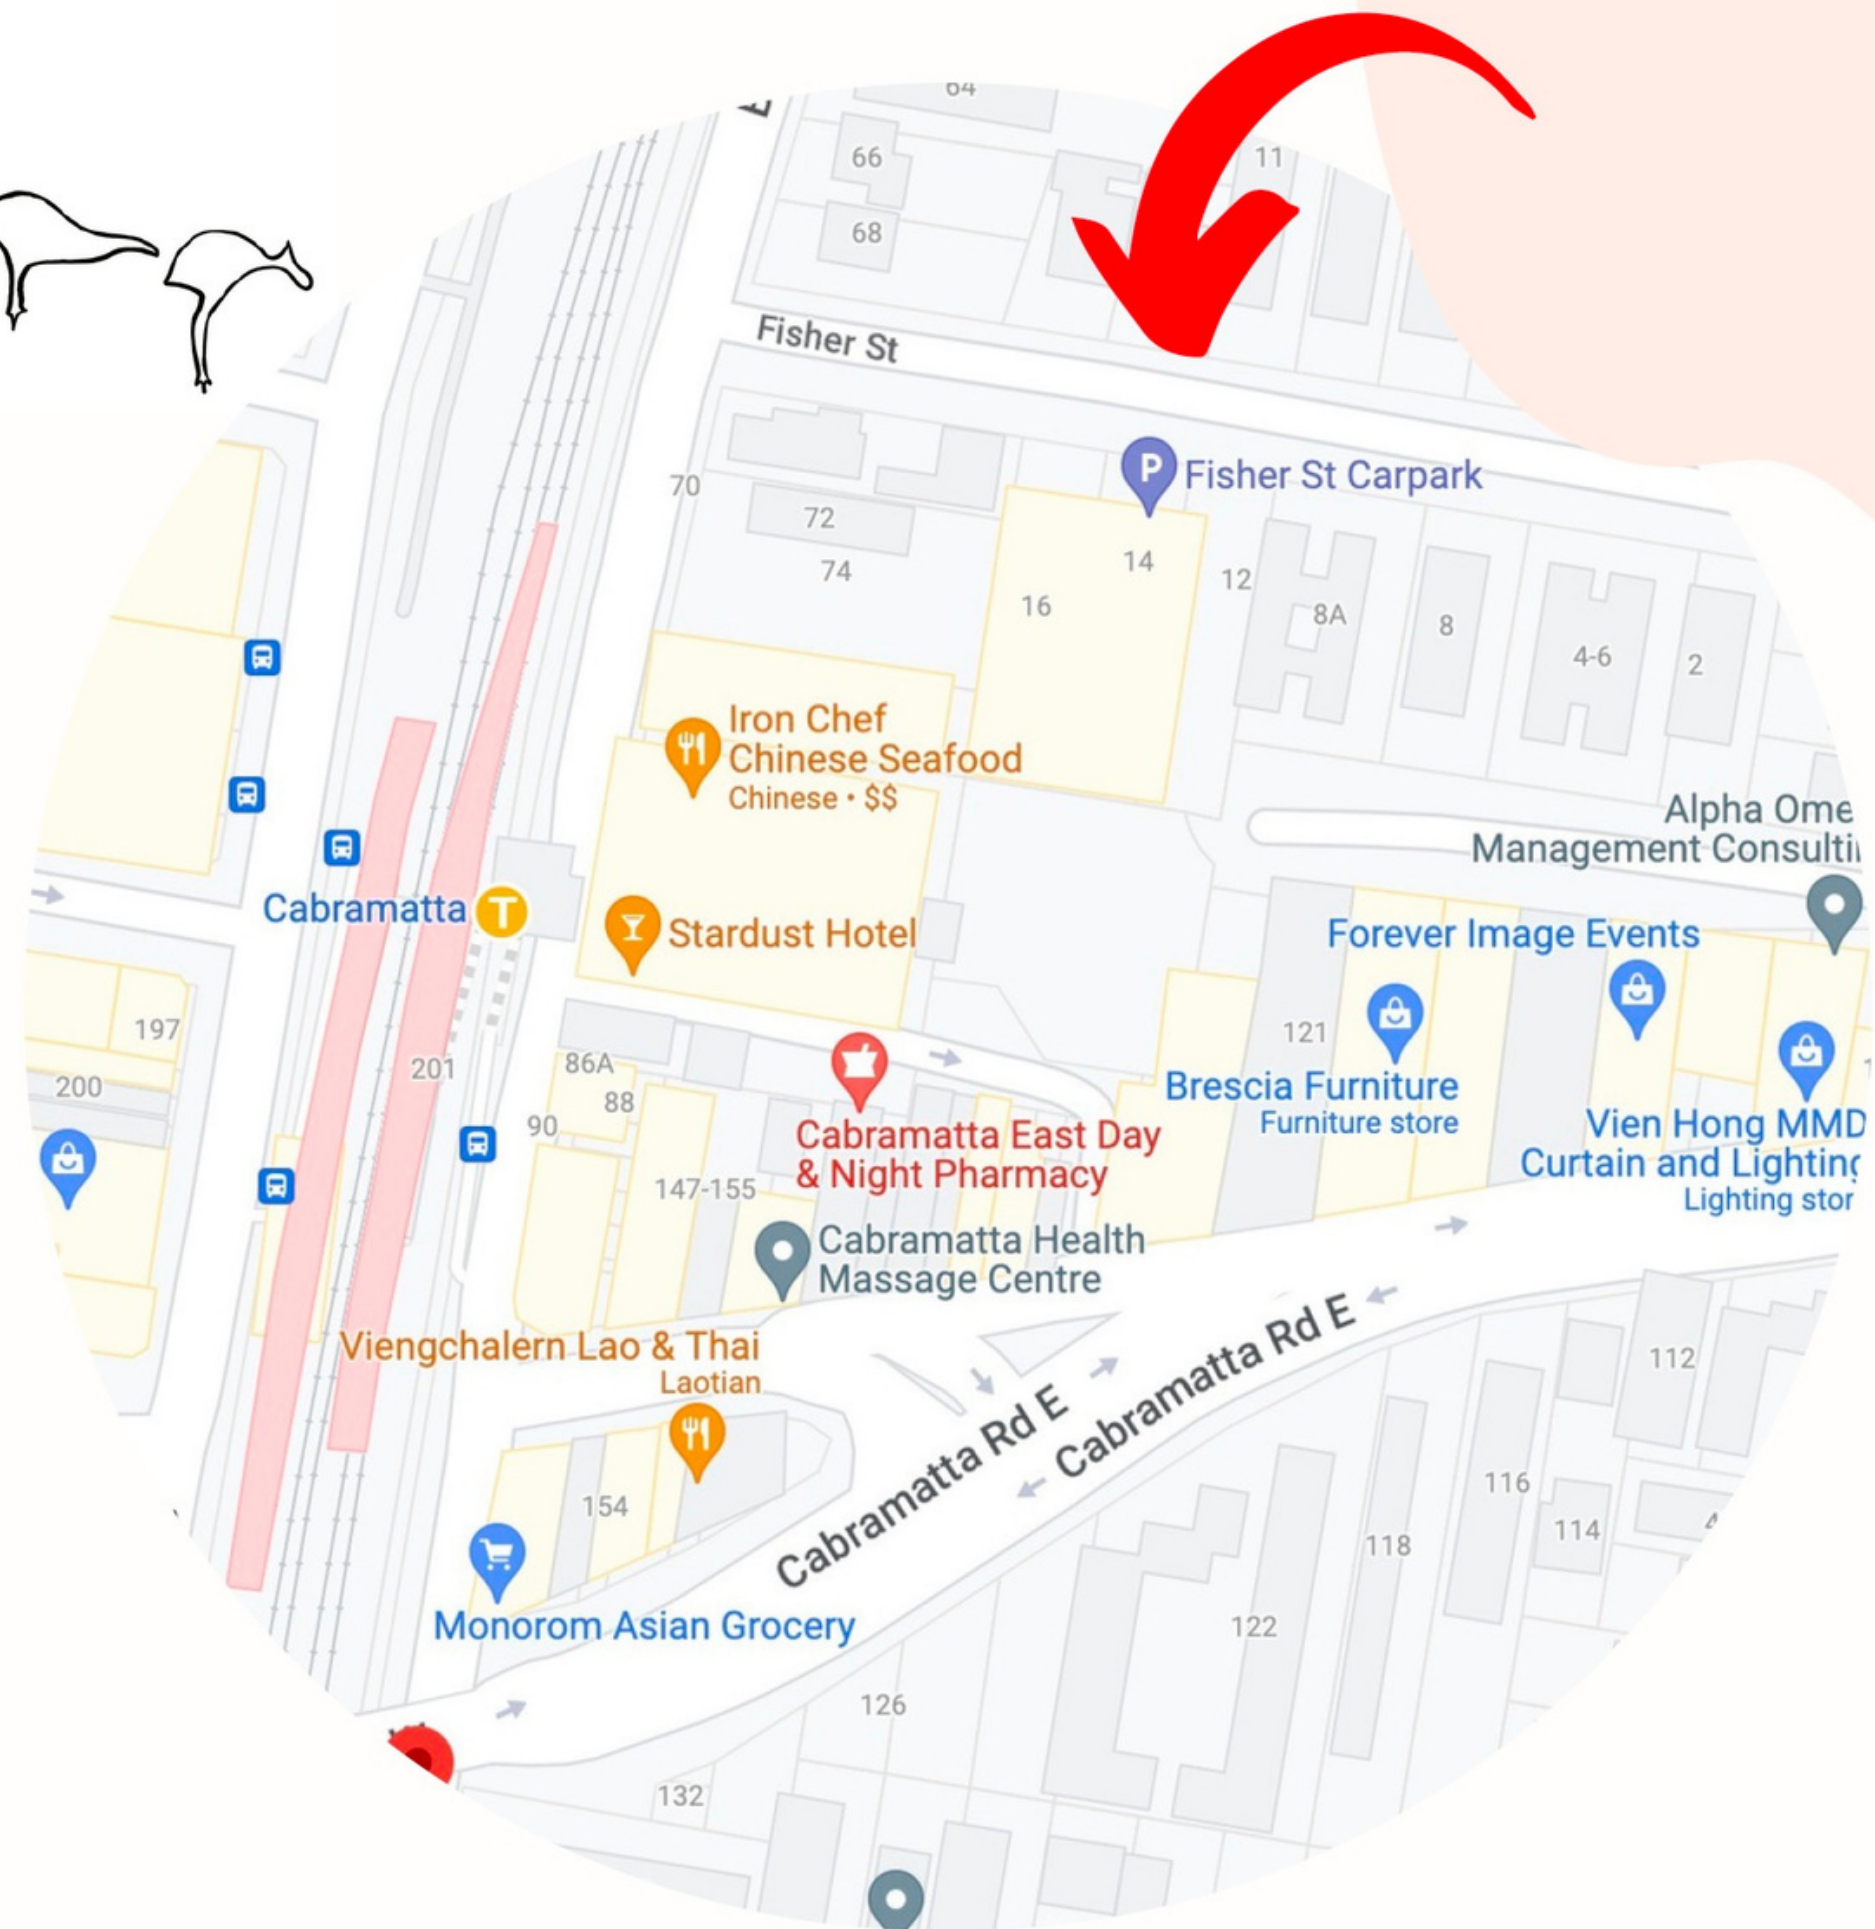 64
66
11
68
Fisher St
P
Fisher St Carpark
70
72
14
74
12
16
8A
8
4-6
2
Iron Chef
Chinese Seafood
Chinese • $$
Alpha Ome
Management Consulti
Cabramatta
T
Stardust Hotel
Forever Image Events
197
121
86A
201
200
88
90
Brescia Furniture
Furniture store
Vien Hong MMD
Curtain and Lighting
Lighting stor
Cabramatta East Day
& Night Pharmacy
147-155
Cabramatta Health
Massage Centre
Viengchalern Lao & Thai
Laotian
Cabramatta Rd E
Cabramatta Rd E
112
116
154
114
118
Monorom Asian Grocery
122
126
132